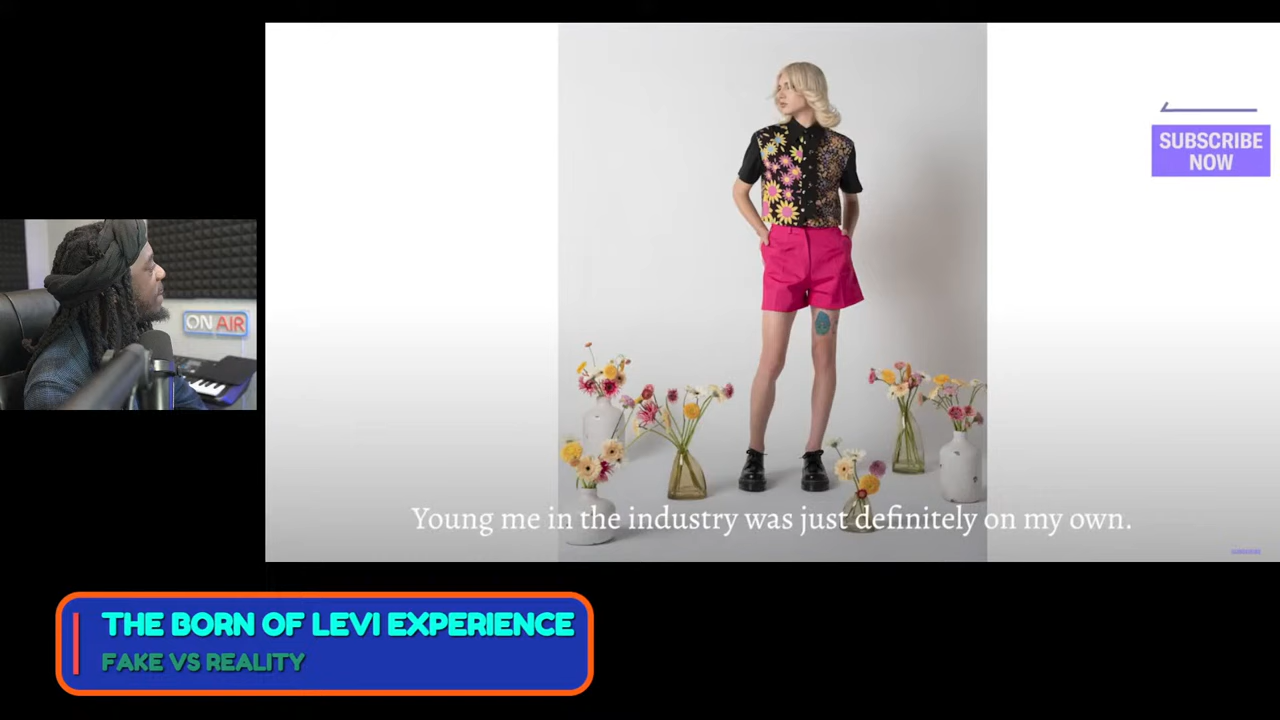 SUBSCRIBE
NOW
ON AIR
Young me in the industry was just definitely on my own.
SUBSCRIBE
THE BORN OF LEVI EXPERIENCE
FAKE VS REALITY